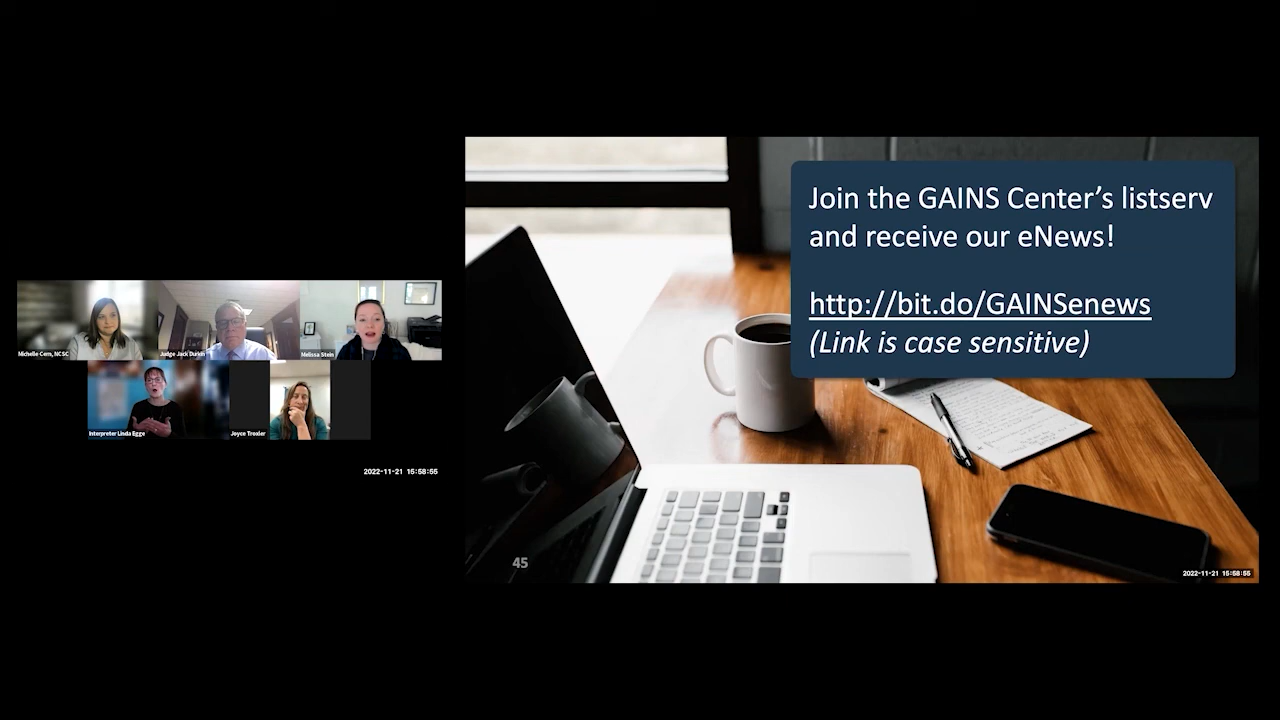 Join the GAINS Center's listserv
and receive our eNews!
http://bit.do/GAINSenews
(Link is case sensitive)
Michelle Cern, NCSC
Judge Jack Durkin
Melissa Stein
Interpreter Linda Egge
Joyce Troxler
2022-11-21 15:58:55
45
2022-11-21 15:58:55